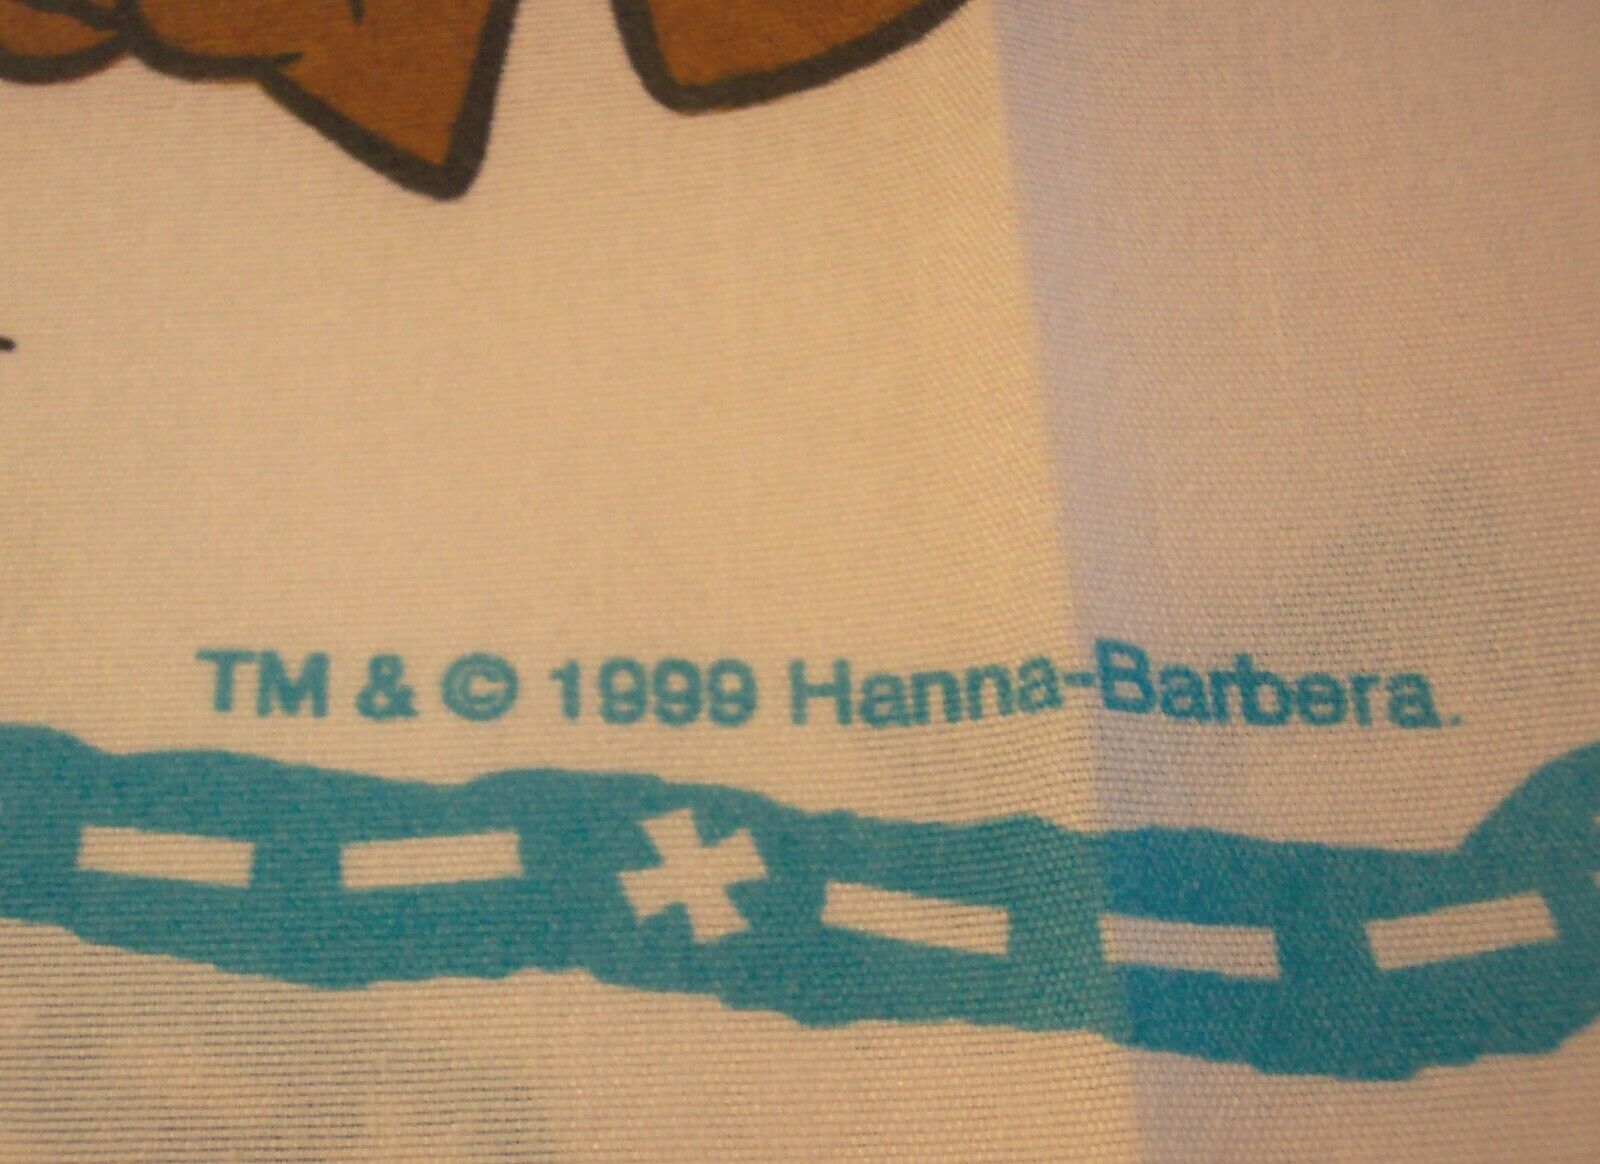 TM & © 1999 Hanna-Barbera.